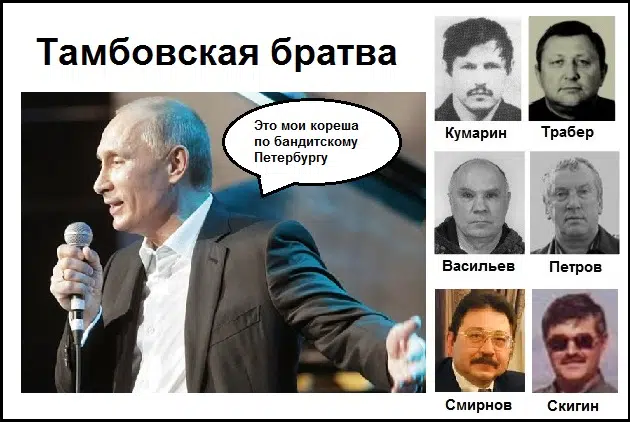 Тамбовская братва
Это мои кореша
по бандитскому
Петербургу
Кумарин
Трабер
Васильев
Петров
Смирнов
Скигин